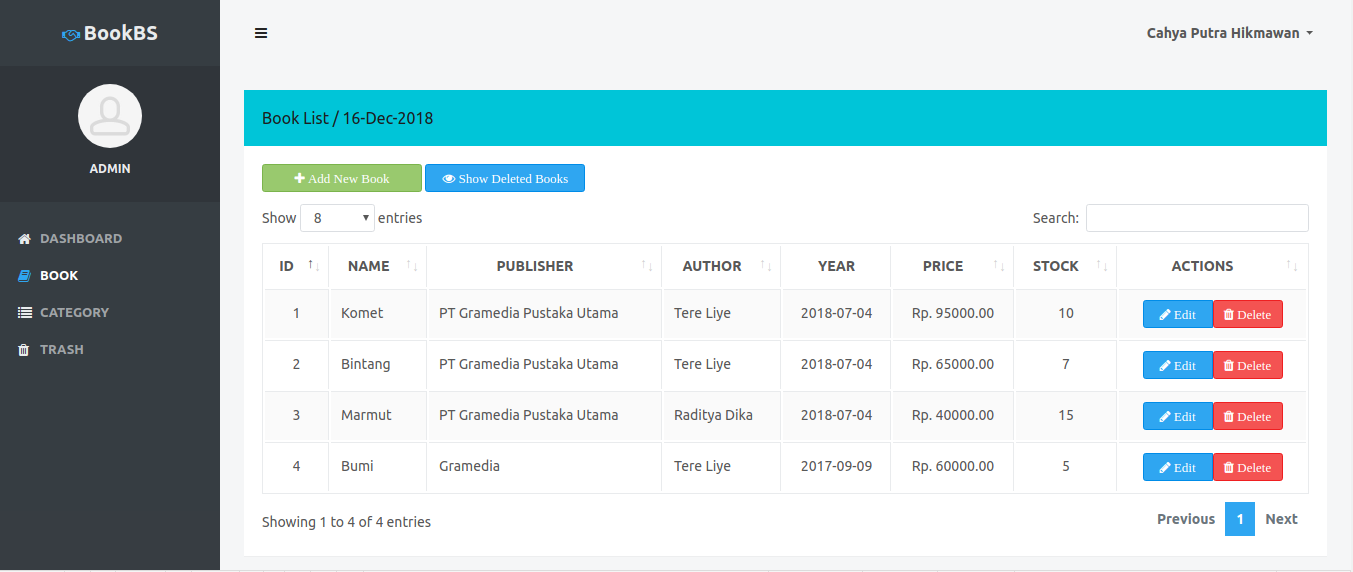 BookBS
Cahya Putra Hikmawan
ADMIN
DASHBOARD
BOOK
CATEGORY
TRASH
Book List / 16-Dec-2018
Add New Book Show Deleted Books
Show 8 entries Search:
ID NAME PUBLISHER AUTHOR YEAR PRICE STOCK ACTIONS
1 Komet PT Gramedia Pustaka Utama Tere Liye 2018-07-04 Rp. 95000.00 10 Edit Delete
2 Bintang PT Gramedia Pustaka Utama Tere Liye 2018-07-04 Rp. 65000.00 7 Edit Delete
3 Marmut PT Gramedia Pustaka Utama Raditya Dika 2018-07-04 Rp. 40000.00 15 Edit Delete
4 Bumi Gramedia Tere Liye 2017-09-09 Rp. 60000.00 5 Edit Delete
Showing 1 to 4 of 4 entries Previous 1 Next